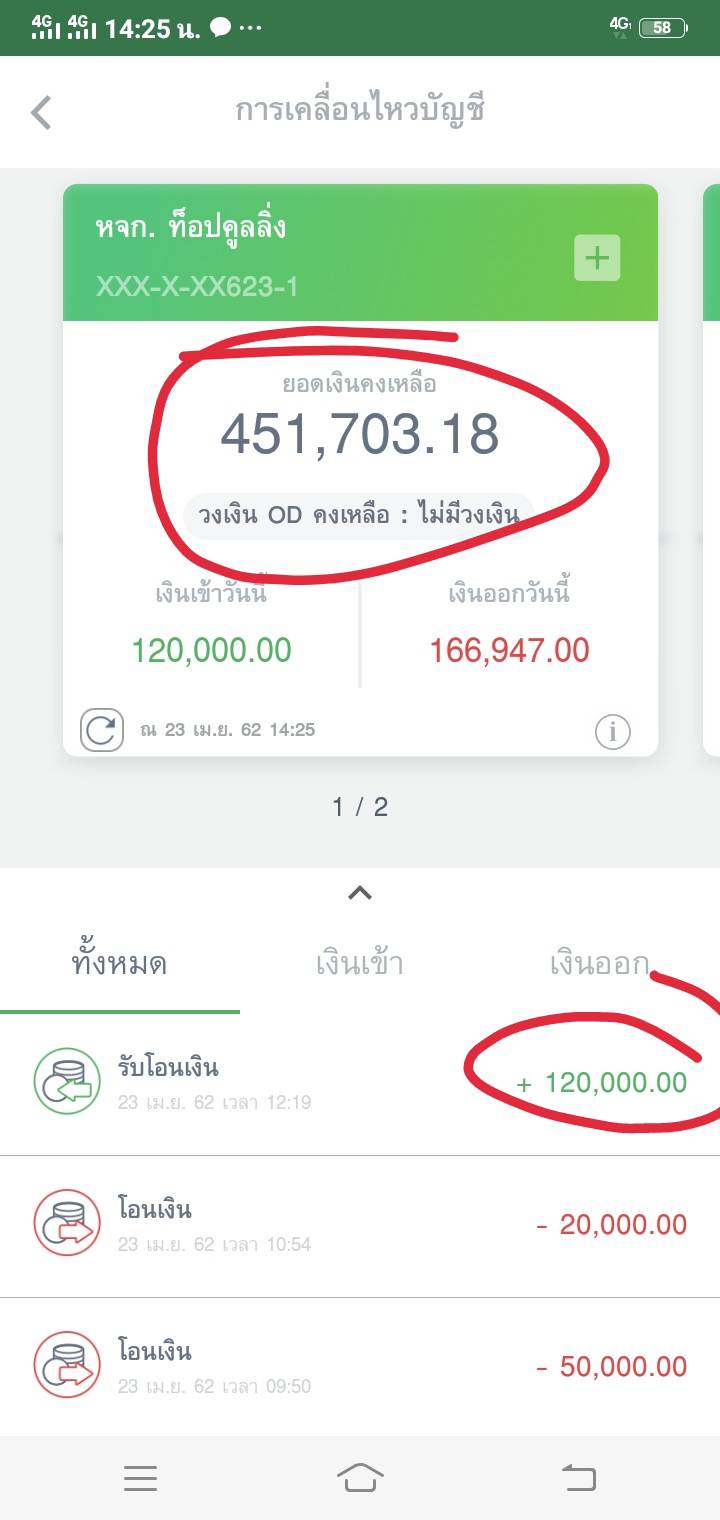 4G 4G 14:25 น. ... 4G 58
การเคลื่อนไหวบัญชี
หจก. ท็อปคูลลิ่ง
XXX-X-XX623-1
ยอดเงินคงเหลือ
451,703.18
วงเงิน OD คงเหลือ : ไม่มีวงเงิน
เงินเข้าวันนี้ เงินออกวันนี้
120,000.00 166,947.00
ณ 23 เม.ย. 62 14:25 i
1 / 2
ทั้งหมด เงินเข้า เงินออก
รับโอนเงิน
+ 120,000.00
23 เม.ย. 62 เวลา 12:19
โอนเงิน
- 20,000.00
23 เม.ย. 62 เวลา 10:54
โอนเงิน
- 50,000.00
23 เม.ย. 62 เวลา 09:50